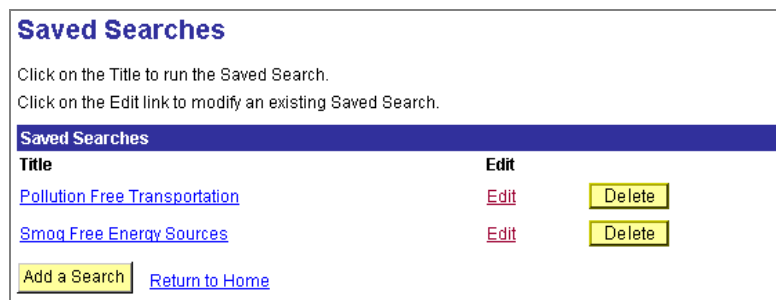 Saved Searches
Click on the Title to run the Saved Search.
Click on the Edit link to modify an existing Saved Search.
Saved Searches
Title Edit
Pollution Free Transportation Edit Delete
Smog Free Energy Sources Edit Delete
Add a Search Return to Home